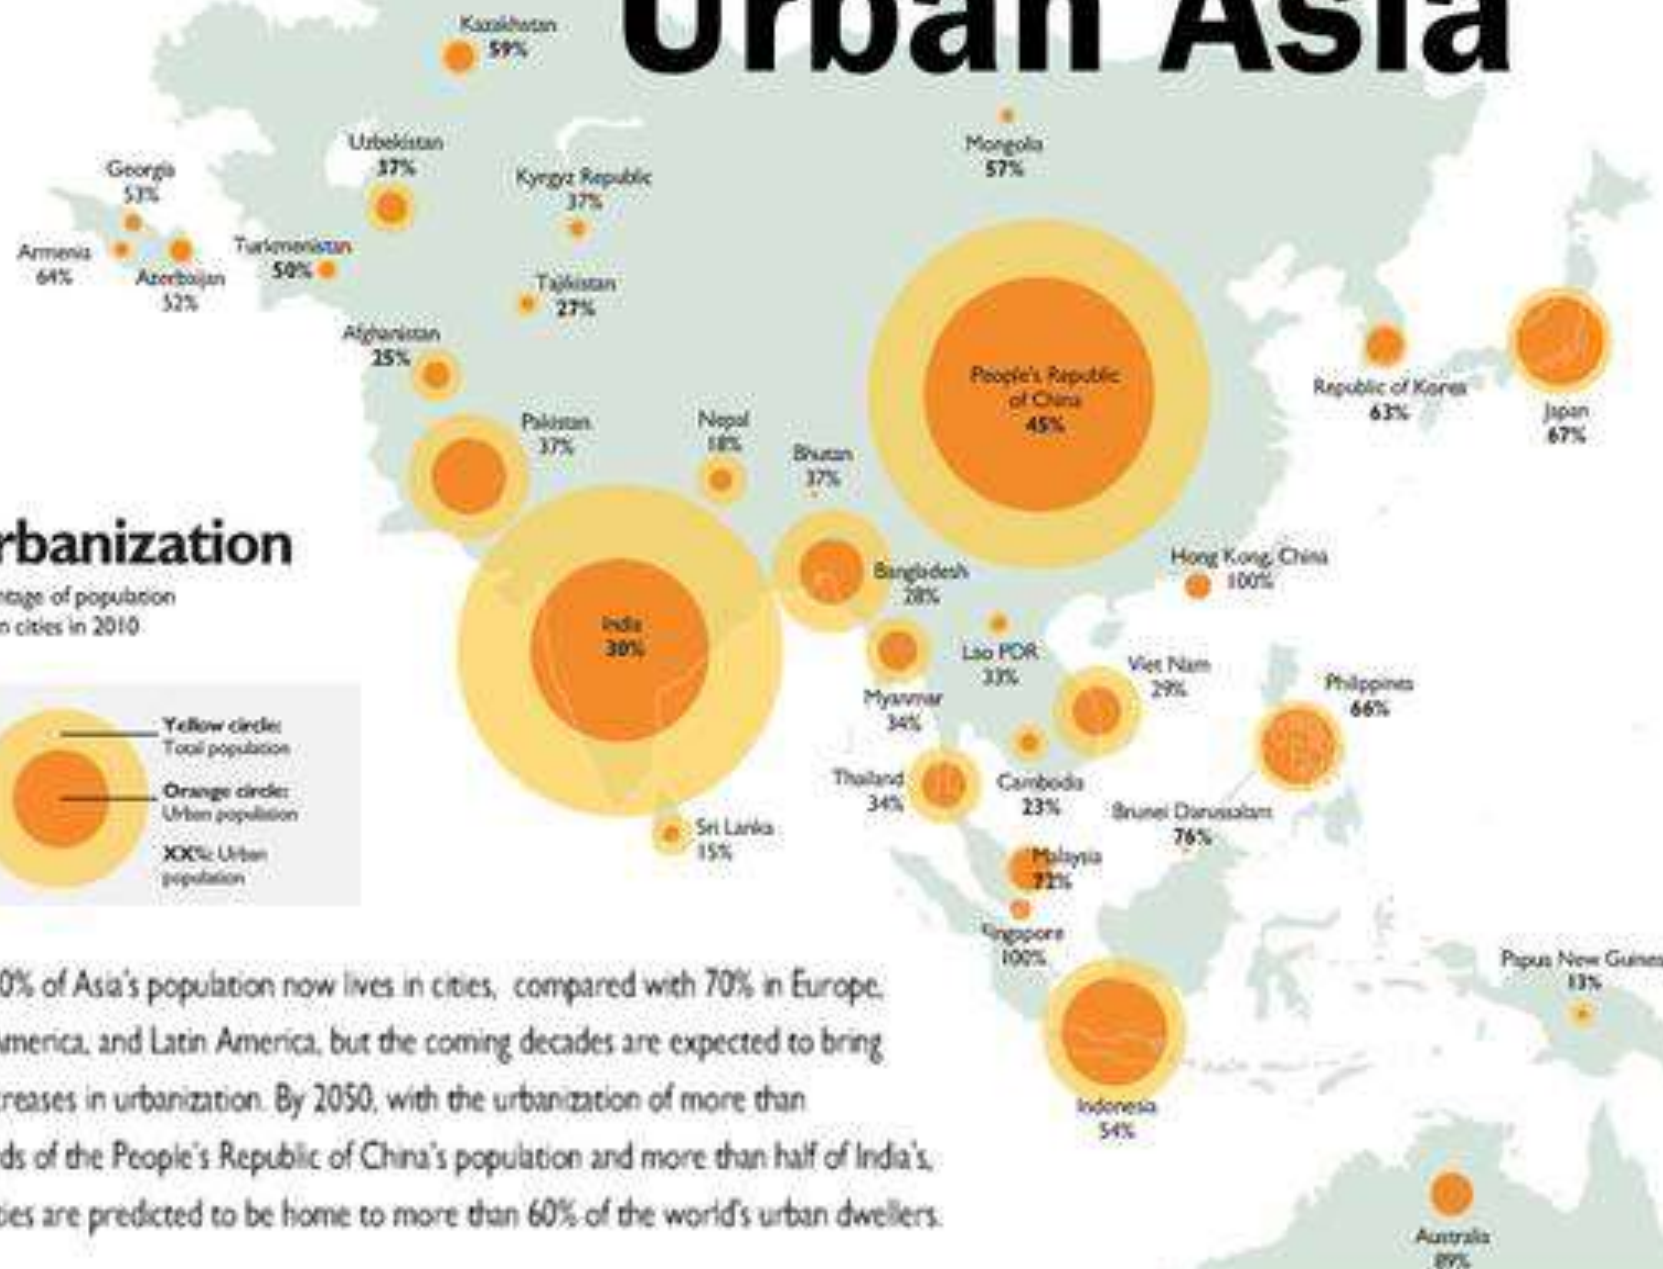 Urban Asia
Kazakhstan
59%
Mongolia
57%
Uzbekistan
37%
Georgia
53%
Kyrgyz Republic
37%
Armenia
64%
Azerbaijan
52%
Turkmenistan
50%
Tajikistan
27%
Afghanistan
25%
People's Republic
of China
45%
Republic of Korea
63%
Japan
67%
Pakistan
37%
Nepal
18%
Bhutan
37%
rbanization
ntage of population
n cities in 2010
Hong Kong, China
100%
Bangladesh
28%
India
30%
Lao PDR
33%
Viet Nam
29%
Myanmar
34%
Philippines
66%
Yellow circle:
Total population
Orange circle:
Urban population
XX%: Urban
population
Thailand
34%
Cambodia
23%
Brunei Darussalam
76%
Sri Lanka
15%
Malaysia
72%
Singapore
100%
Papua New Guinea
13%
0% of Asia's population now lives in cities, compared with 70% in Europe,
America, and Latin America, but the coming decades are expected to bring
creases in urbanization. By 2050, with the urbanization of more than
ds of the People's Republic of China's population and more than half of India's,
ties are predicted to be home to more than 60% of the world's urban dwellers.
Indonesia
54%
Australia
89%